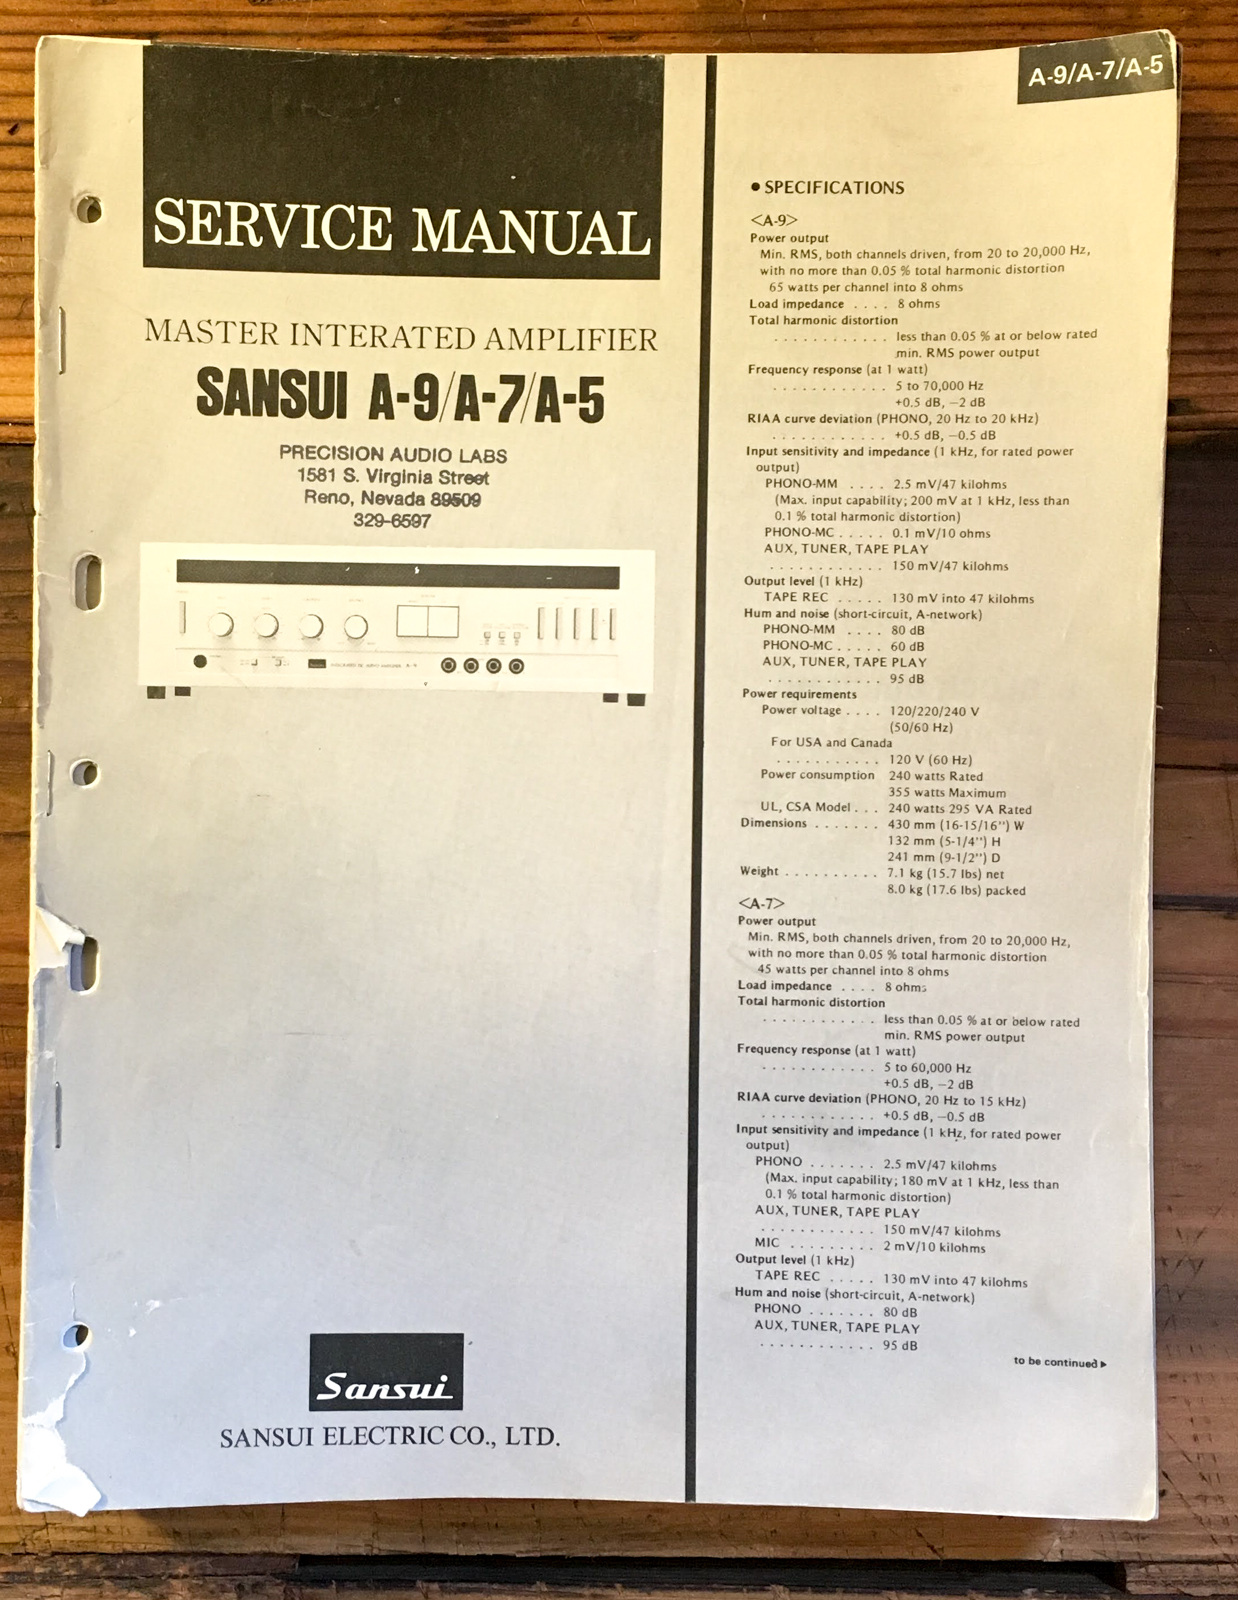 A-9/A-7/A-5
SERVICE MANUAL
MASTER INTERATED AMPLIFIER
SANSUI A-9/A-7/A-5
PRECISION AUDIO LABS
1581 S. Virginia Street
Reno, Nevada 89509
329-6597
A-9
Sansui
SANSUI ELECTRIC CO., LTD.
● SPECIFICATIONS
<A-9>
Power output
Min. RMS, both channels driven, from 20 to 20,000 Hz,
with no more than 0.05 % total harmonic distortion
65 watts per channel into 8 ohms
Load impedance . . . . 8 ohms
Total harmonic distortion
. . . . . . . . . . . . less than 0.05 % at or below rated
min. RMS power output
Frequency response (at 1 watt)
. . . . . . . . . . . . 5 to 70,000 Hz
+0.5 dB, −2 dB
RIAA curve deviation (PHONO, 20 Hz to 20 kHz)
. . . . . . . . . . . . +0.5 dB, −0.5 dB
Input sensitivity and impedance (1 kHz, for rated power
output)
PHONO-MM . . . . 2.5 mV/47 kilohms
(Max. input capability; 200 mV at 1 kHz, less than
0.1 % total harmonic distortion)
PHONO-MC . . . . . 0.1 mV/10 ohms
AUX, TUNER, TAPE PLAY
. . . . . . . . . . . . 150 mV/47 kilohms
Output level (1 kHz)
TAPE REC . . . . . 130 mV into 47 kilohms
Hum and noise (short-circuit, A-network)
PHONO-MM . . . . 80 dB
PHONO-MC . . . . . 60 dB
AUX, TUNER, TAPE PLAY
. . . . . . . . . . . . 95 dB
Power requirements
Power voltage . . . . 120/220/240 V
(50/60 Hz)
For USA and Canada
. . . . . . . . . . . 120 V (60 Hz)
Power consumption 240 watts Rated
355 watts Maximum
UL, CSA Model . . . 240 watts 295 VA Rated
Dimensions . . . . . . . 430 mm (16-15/16") W
132 mm (5-1/4") H
241 mm (9-1/2") D
Weight . . . . . . . . . . 7.1 kg (15.7 lbs) net
8.0 kg (17.6 lbs) packed
<A-7>
Power output
Min. RMS, both channels driven, from 20 to 20,000 Hz,
with no more than 0.05 % total harmonic distortion
45 watts per channel into 8 ohms
Load impedance . . . . 8 ohms
Total harmonic distortion
. . . . . . . . . . . . less than 0.05 % at or below rated
min. RMS power output
Frequency response (at 1 watt)
. . . . . . . . . . . . 5 to 60,000 Hz
+0.5 dB, −2 dB
RIAA curve deviation (PHONO, 20 Hz to 15 kHz)
. . . . . . . . . . . . +0.5 dB, −0.5 dB
Input sensitivity and impedance (1 kHz, for rated power
output)
PHONO . . . . . . . 2.5 mV/47 kilohms
(Max. input capability; 180 mV at 1 kHz, less than
0.1 % total harmonic distortion)
AUX, TUNER, TAPE PLAY
. . . . . . . . . . . . 150 mV/47 kilohms
MIC . . . . . . . . . 2 mV/10 kilohms
Output level (1 kHz)
TAPE REC . . . . . 130 mV into 47 kilohms
Hum and noise (short-circuit, A-network)
PHONO . . . . . . . 80 dB
AUX, TUNER, TAPE PLAY
. . . . . . . . . . . . 95 dB
to be continued ▶